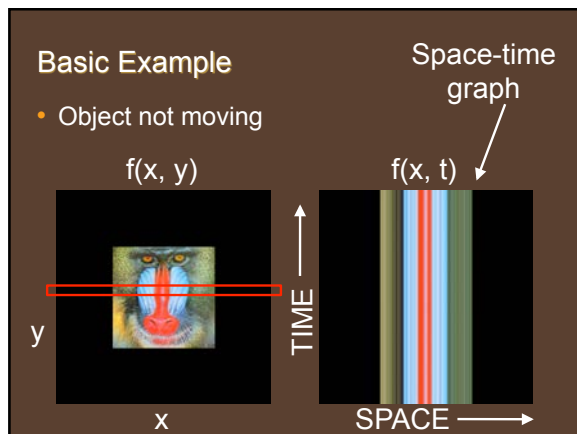 Basic Example
Space-time
graph
• Object not moving
f(x, y)
f(x, t)
y
TIME
x
SPACE